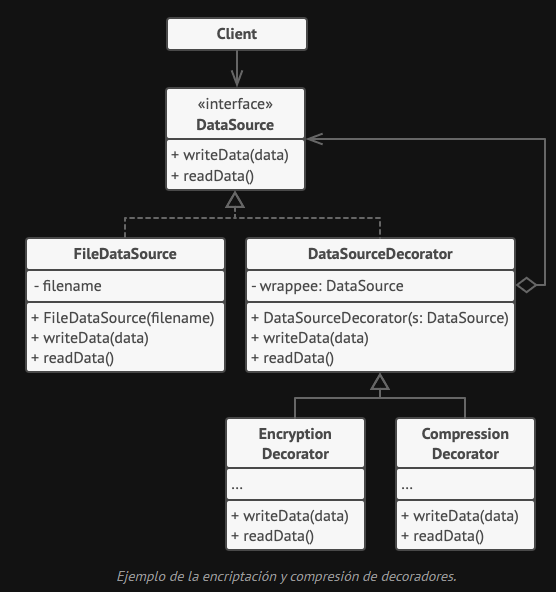 Client
«interface»
DataSource
+ writeData(data)
+ readData()
FileDataSource
- filename
+ FileDataSource(filename)
+ writeData(data)
+ readData()
DataSourceDecorator
- wrappee: DataSource
+ DataSourceDecorator(s: DataSource)
+ writeData(data)
+ readData()
Encryption
Decorator
...
+ writeData(data)
+ readData()
Compression
Decorator
...
+ writeData(data)
+ readData()
Ejemplo de la encriptación y compresión de decoradores.